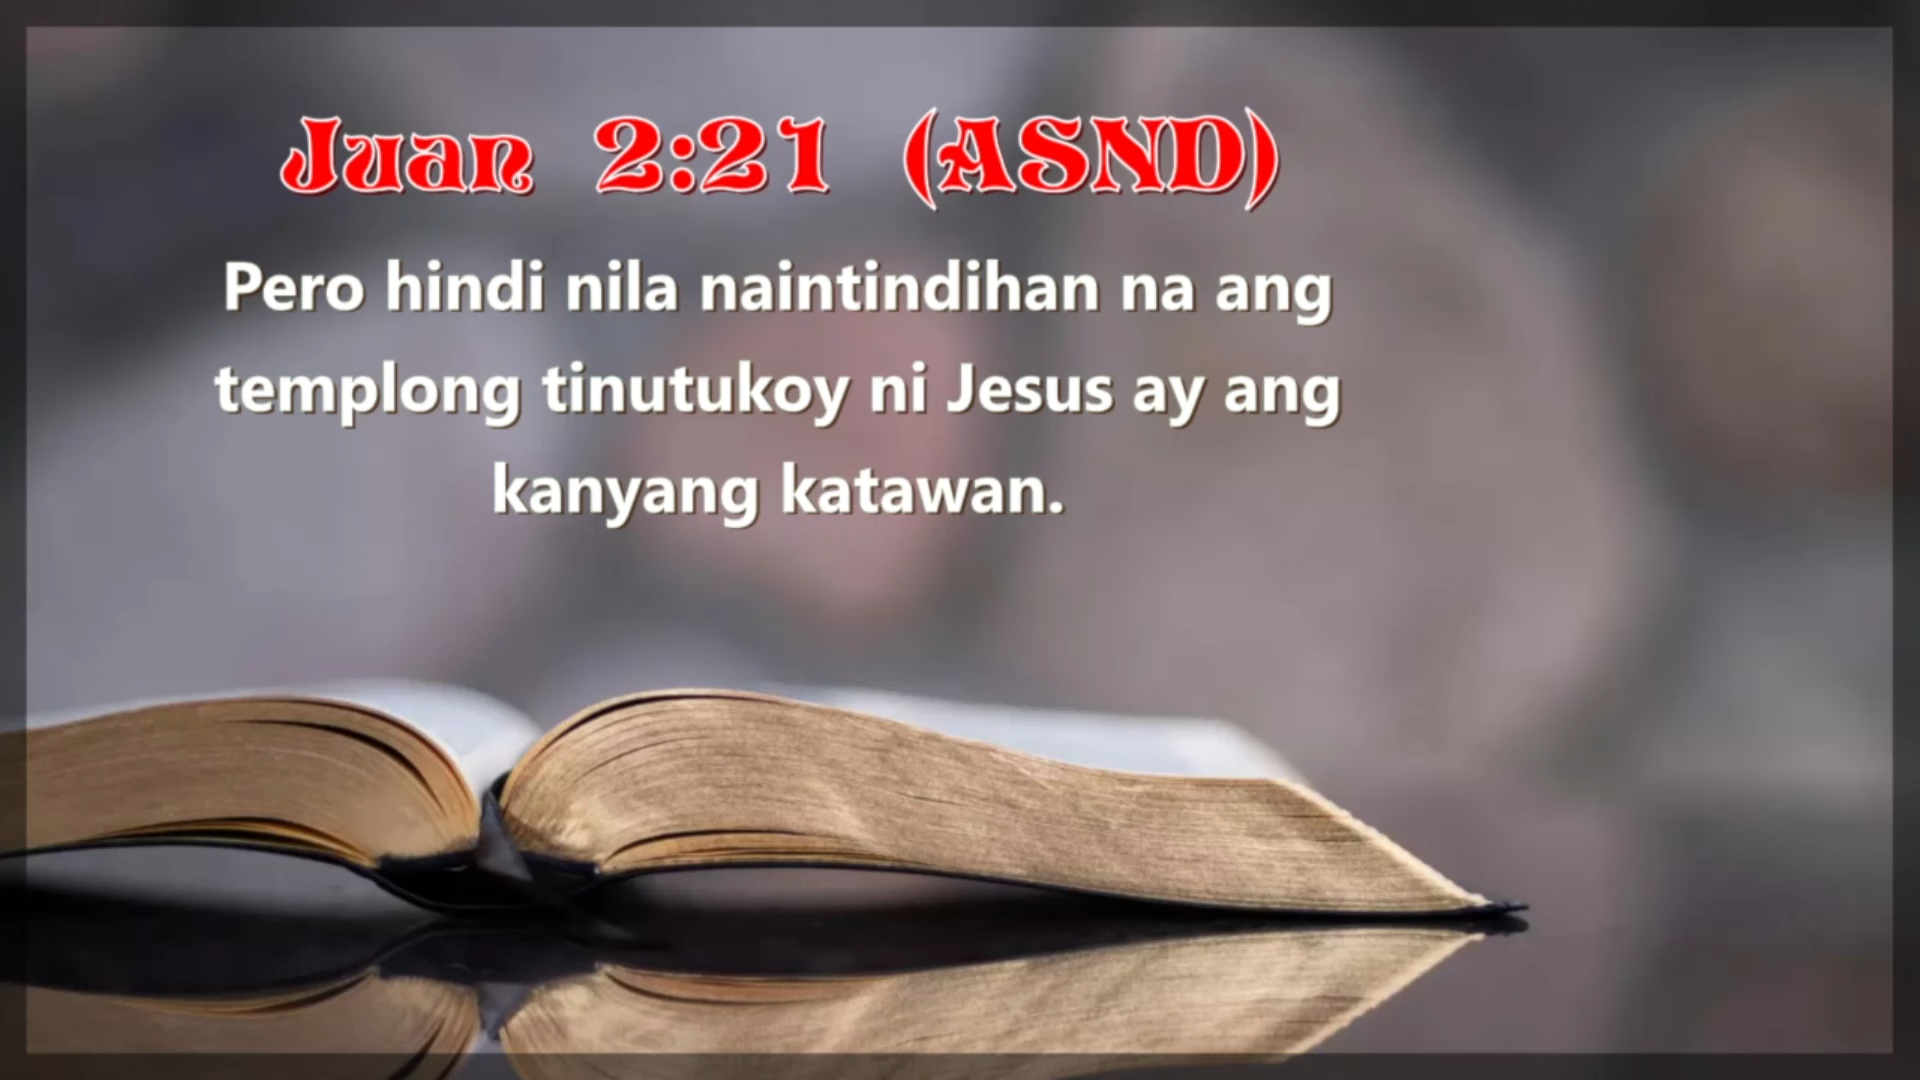 Juan 2:21 (ASND)
Pero hindi nila naintindihan na ang
templong tinutukoy ni Jesus ay ang
kanyang katawan.